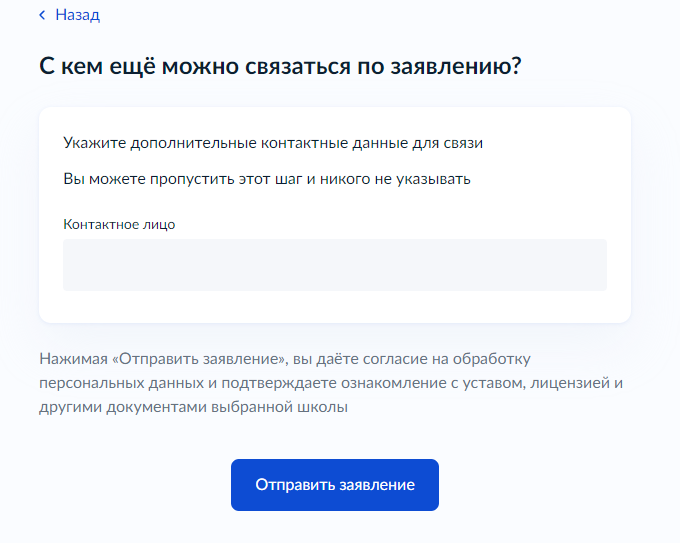 Назад
С кем ещё можно связаться по заявлению?
Укажите дополнительные контактные данные для связи
Вы можете пропустить этот шаг и никого не указывать
Контактное лицо
Нажимая «Отправить заявление», вы даёте согласие на обработку
персональных данных и подтверждаете ознакомление с уставом, лицензией и
другими документами выбранной школы
Отправить заявление